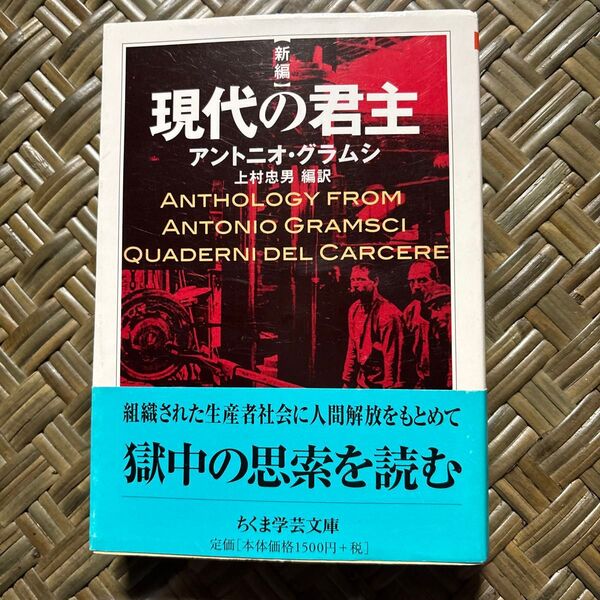 【新編】
現代の君主
アントニオ・グラムシ
上村忠男 編訳
ANTHOLOGY FROM
ANTONIO GRAMSCI
QUADERNI DEL CARCERE
組織された生産者社会に人間解放をもとめて
獄中の思索を読む
ちくま学芸文庫
定価[本体価格1500円+税]